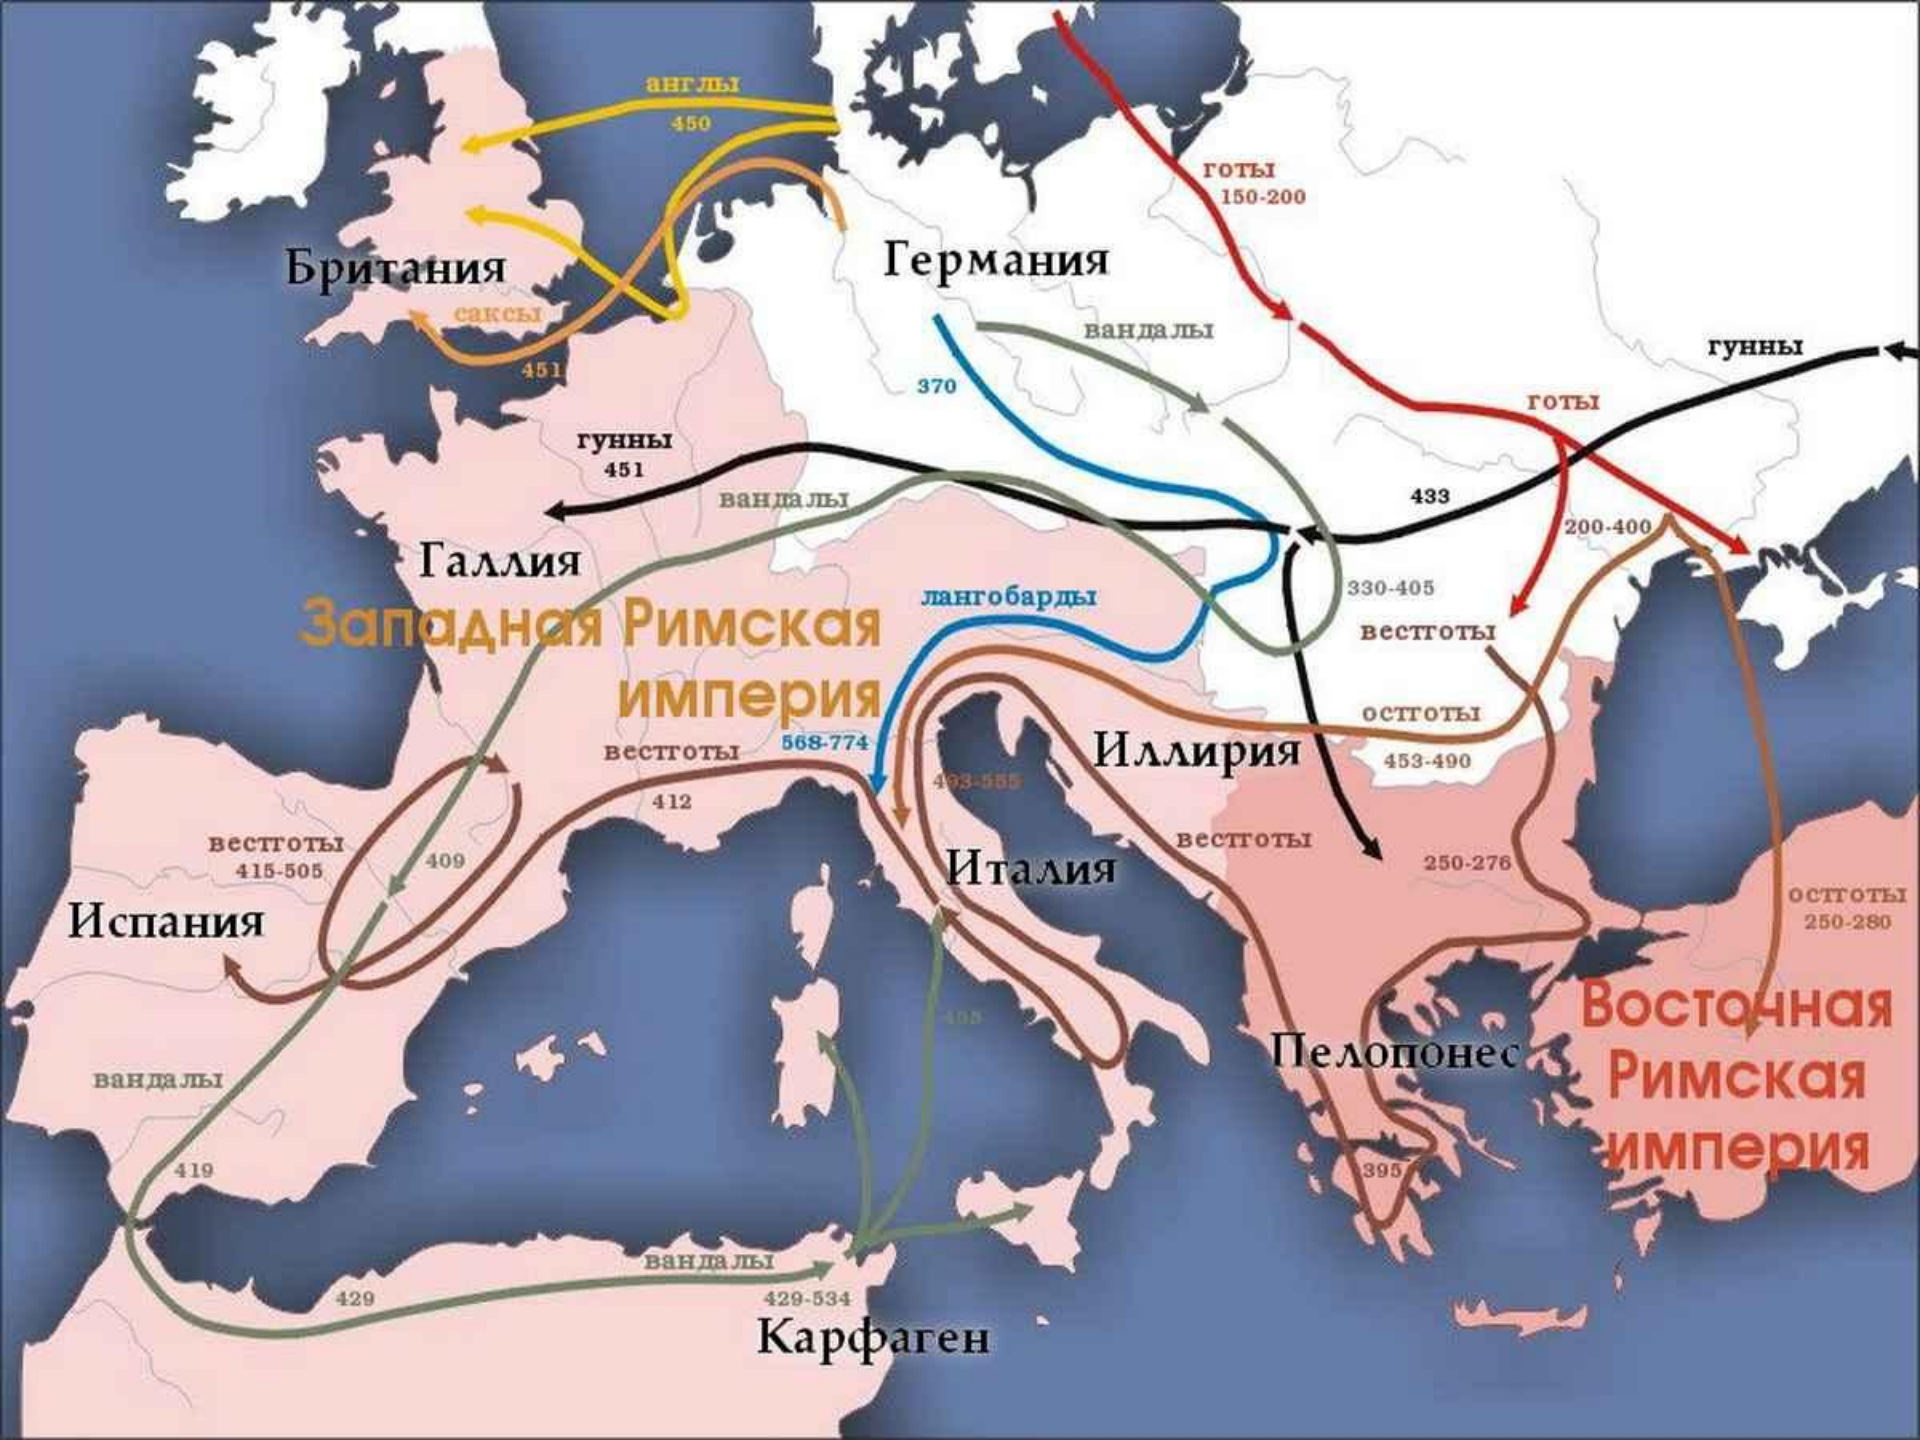 англы
450
готы
150-200
Британия
Германия
саксы
451
вандалы
гунны
370
готы
гунны
451
433
вандалы
200-400
Галлия
330-405
лангобарды
вестготы
Западная Римская
империя
остготы
568-774
вестготы
Иллирия
453-490
493-555
412
вестготы
415-505
409
вестготы
250-276
Италия
остготы
250-280
Испания
455
Восточная
Римская
империя
Пелопонес
вандалы
419
395
вандалы
429
429-534
Карфаген